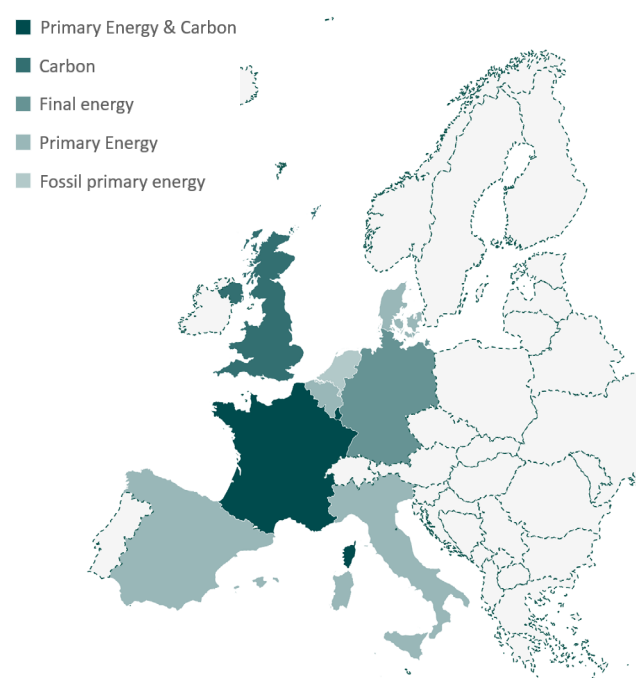 Primary Energy & Carbon
Carbon
Final energy
Primary Energy
Fossil primary energy